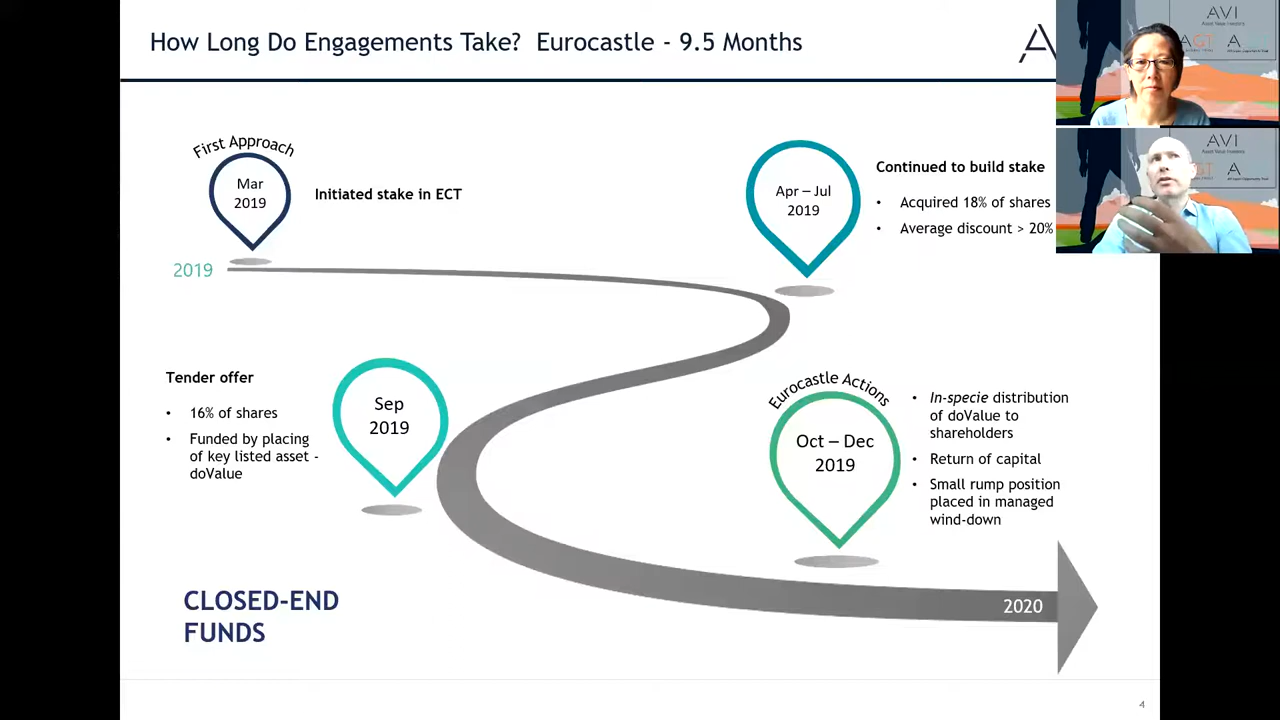 How Long Do Engagements Take? Eurocastle - 9.5 Months
AVI
Asset Value Investors
First Approach
Mar
2019
Initiated stake in ECT
Apr – Jul
2019
Continued to build stake
• Acquired 18% of shares
• Average discount > 20%
AVI
2019
Tender offer
• 16% of shares
• Funded by placing
of key listed asset -
doValue
Sep
2019
Eurocastle Actions
Oct – Dec
2019
• In-specie distribution
of doValue to
shareholders
• Return of capital
• Small rump position
placed in managed
wind-down
CLOSED-END
FUNDS
2020
4